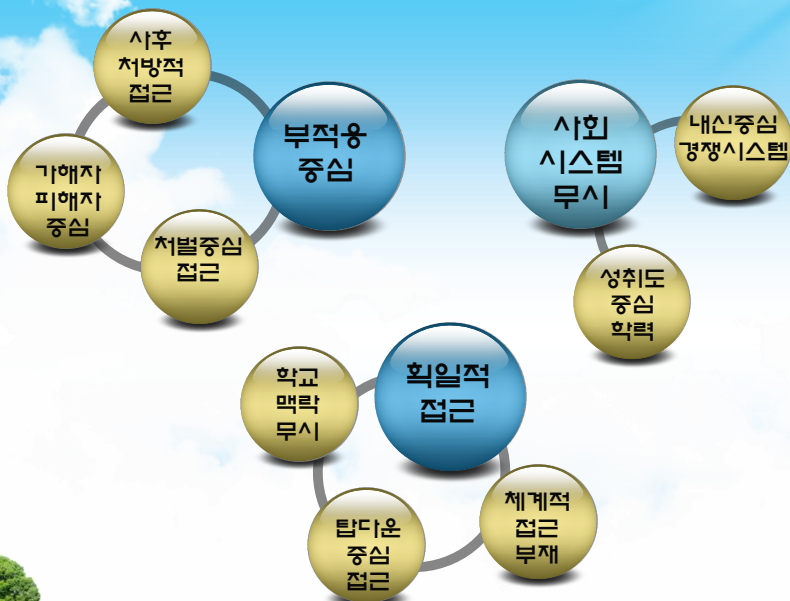 사후
처방적
접근
부적응
중심
가해자
피해자
중심
처벌중심
접근
사회
시스템
무시
내신중심
경쟁시스템
성취도
중심
학력
획일적
접근
학교
맥락
무시
탑다운
중심
접근
체계적
접근
부재